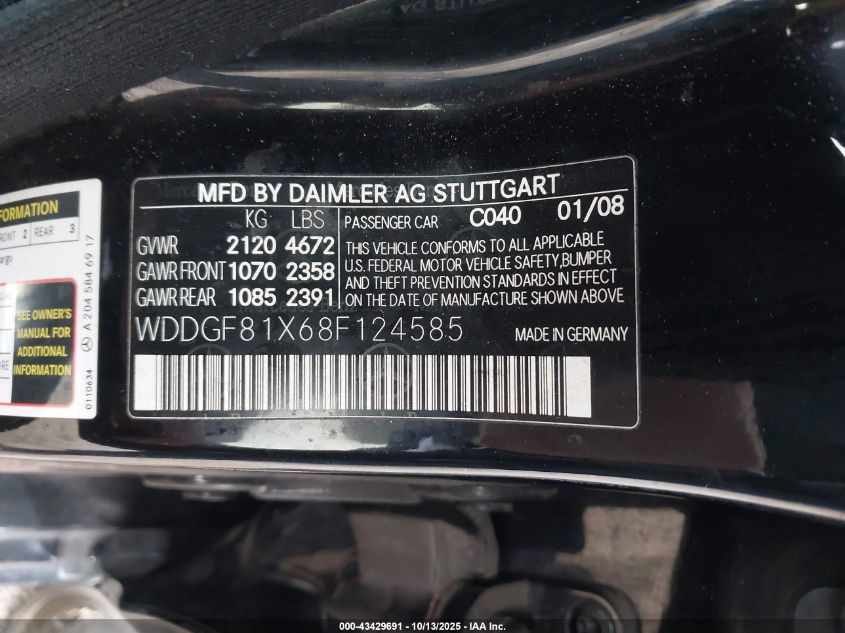 MFD BY DAIMLER AG STUTTGART
KG LBS PASSENGER CAR C040 01/08
GVWR 2120 4672
GAWR FRONT 1070 2358
GAWR REAR 1085 2391
THIS VEHICLE CONFORMS TO ALL APPLICABLE
U.S. FEDERAL MOTOR VEHICLE SAFETY,BUMPER
AND THEFT PREVENTION STANDARDS IN EFFECT
ON THE DATE OF MANUFACTURE SHOWN ABOVE
WDDGF81X68F124585 MADE IN GERMANY
FORMATION
RONT 2 REAR 3
argo
SEE OWNER'S
MANUAL FOR
ADDITIONAL
INFORMATION
0110634 A 204 584 69 17
000-43429691 - 10/13/2025 - IAA Inc.